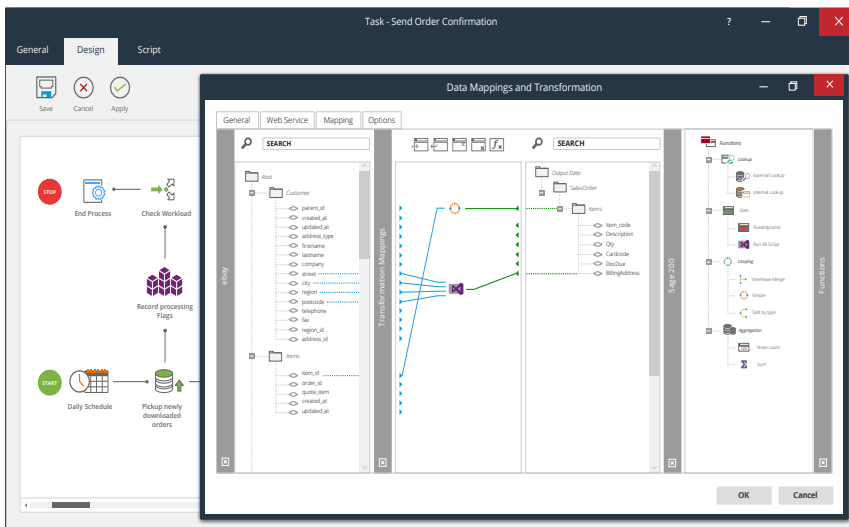 Task - Send Order Confirmation
?
General
Design
Script
Save
Cancel
Apply
STOP
End Process
Check Workload
Record processing
Flags
START
Daily Schedule
Pickup newly
downloaded
orders
Data Mappings and Transformation
General
Web Service
Mapping
Options
ebay
SEARCH
Root
Customer
parent_id
created_at
updated_at
address_type
firstname
lastname
company
street
city
region
postcode
telephone
fax
region_id
address_id
Items
item_id
order_id
quote_item
created_at
updated_at
Transformation Mappings
fx
SEARCH
Output Data
SalesOrder
Items
item_code
Description
Qty
Cardcode
DocDue
BillingAddress
Sage 200
Functions
Lookup
External Lookup
Internal Lookup
Data
Fixed/dynamic
Run VB Script
Looping
Interleave Merge
Simple
Split by type
Aggregation
Node count
Sum
Functions
OK
Cancel